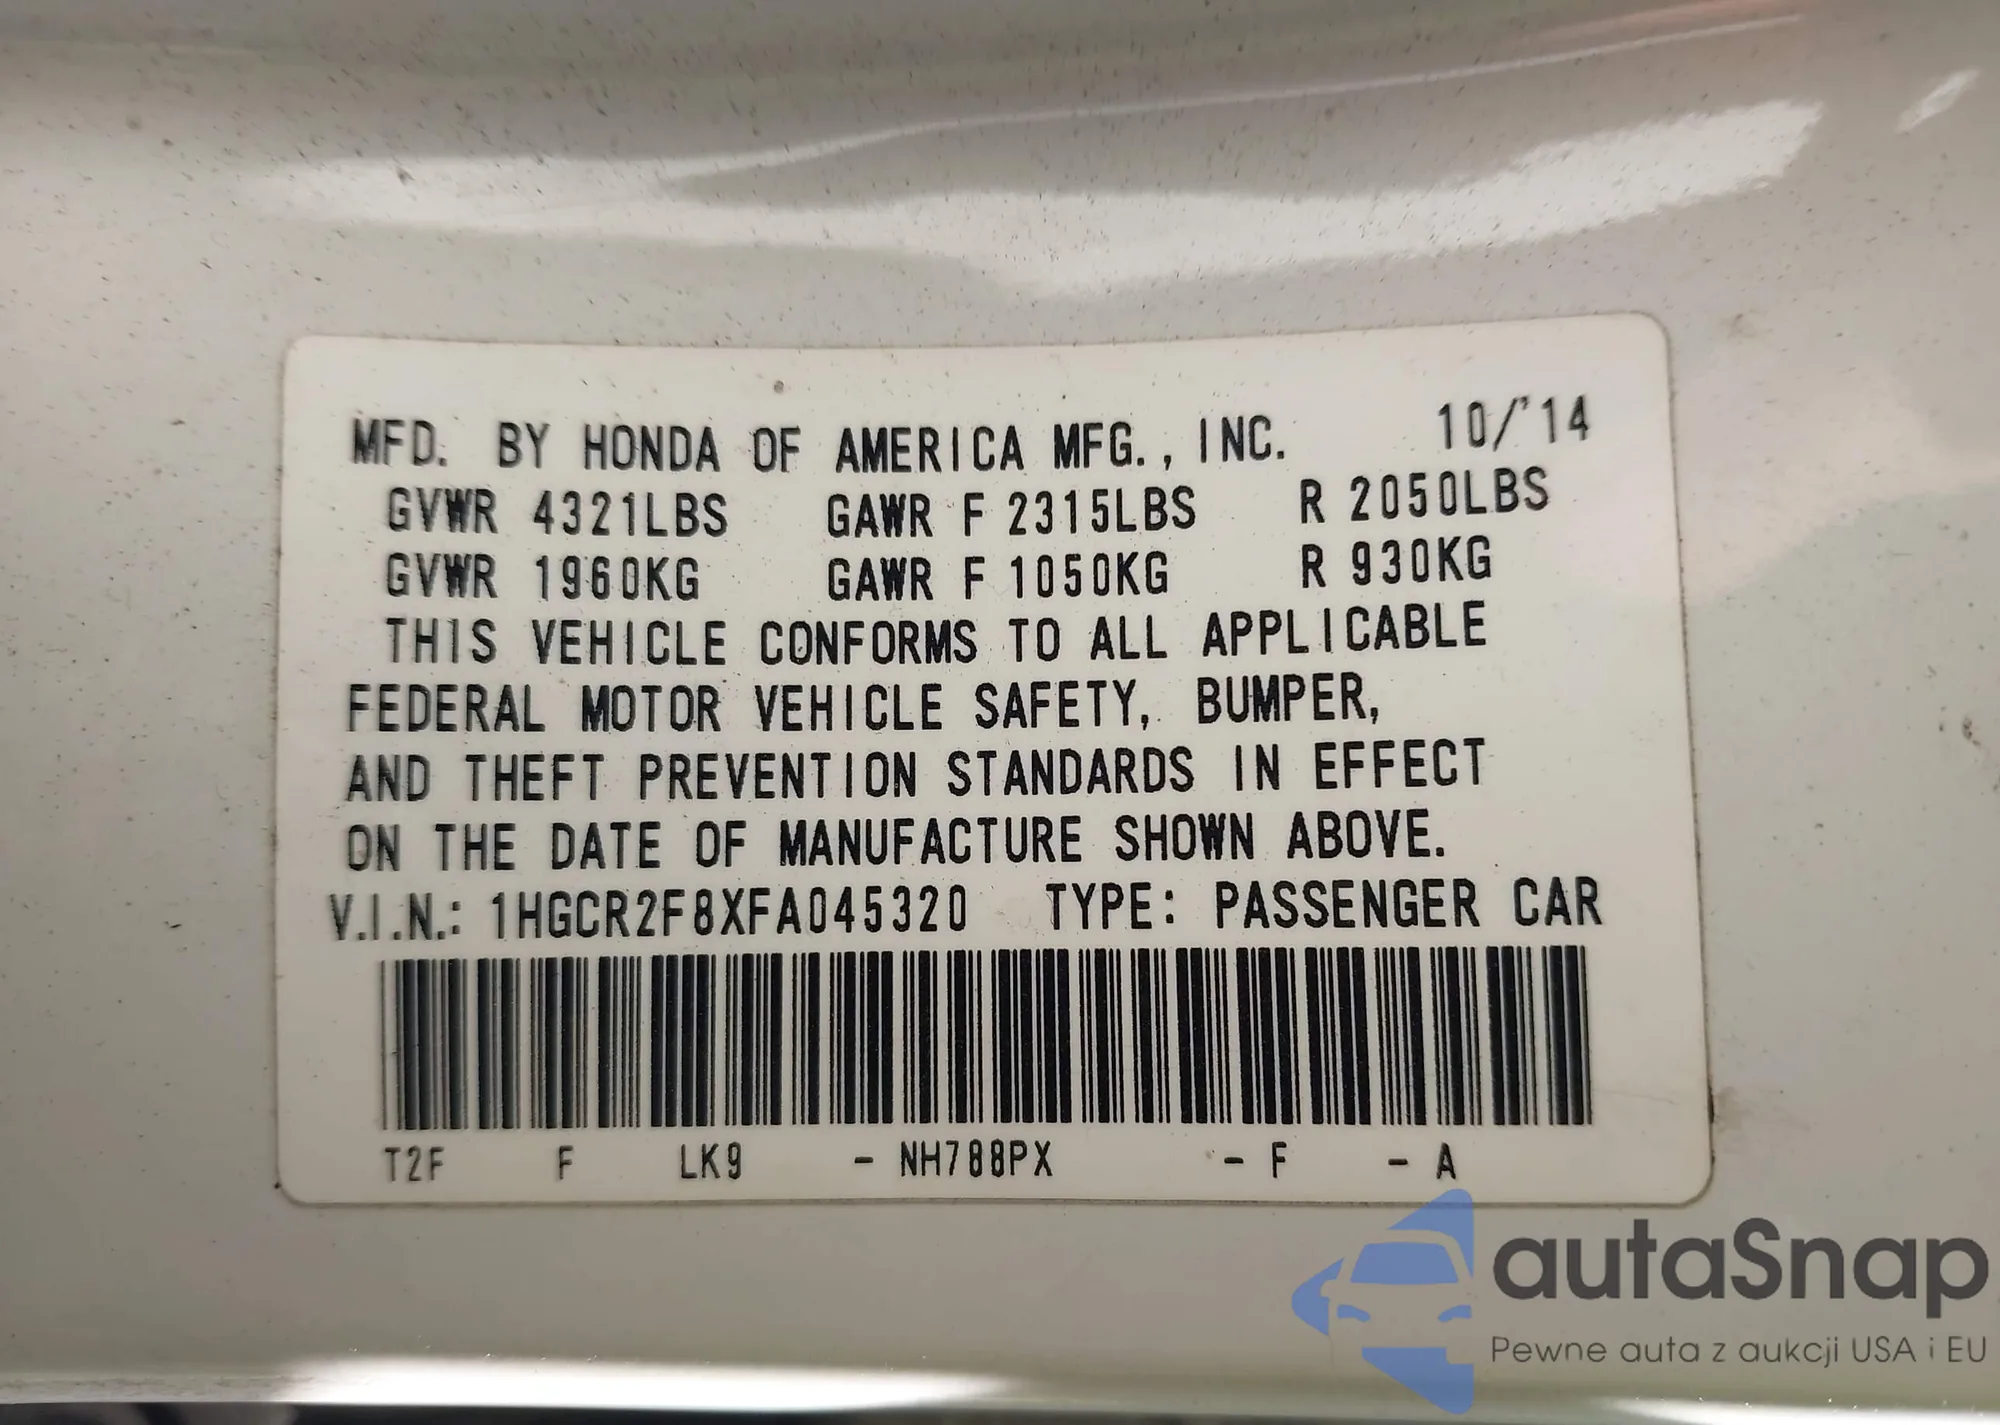 MFD. BY HONDA OF AMERICA MFG., INC. 10/'14
GVWR 4321LBS GAWR F 2315LBS R 2050LBS
GVWR 1960KG GAWR F 1050KG R 930KG
THIS VEHICLE CONFORMS TO ALL APPLICABLE
FEDERAL MOTOR VEHICLE SAFETY, BUMPER,
AND THEFT PREVENTION STANDARDS IN EFFECT
ON THE DATE OF MANUFACTURE SHOWN ABOVE.
V.I.N.: 1HGCR2F8XFA045320 TYPE: PASSENGER CAR
T2F F LK9 - NH788PX - F - A
autaSnap
Pewne auta z aukcji USA i EU